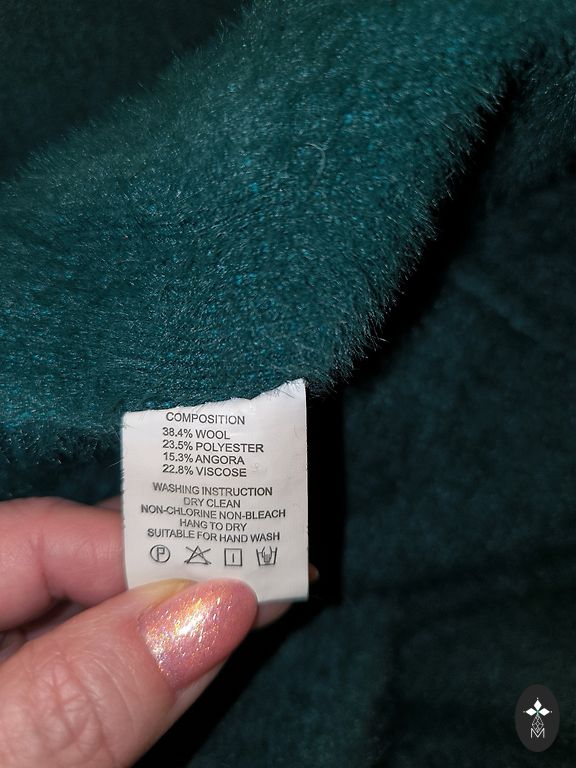 COMPOSITION
38.4% WOOL
23.5% POLYESTER
15.3% ANGORA
22.8% VISCOSE
WASHING INSTRUCTION
DRY CLEAN
NON-CHLORINE NON-BLEACH
HANG TO DRY
SUITABLE FOR HAND WASH
P